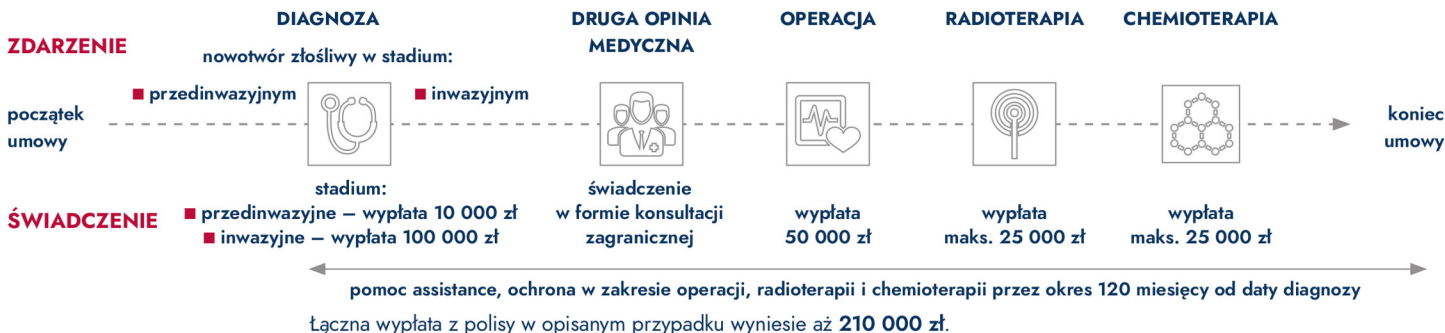 ZDARZENIE
DIAGNOZA
nowotwór złośliwy w stadium:
■ przedinwazyjnym
■ inwazyjnym
DRUGA OPINIA
MEDYCZNA
OPERACJA
RADIOTERAPIA
CHEMIOTERAPIA
początek
umowy
koniec
umowy
ŚWIADCZENIE
stadium:
■ przedinwazyjne – wypłata 10 000 zł
■ inwazyjne – wypłata 100 000 zł
świadczenie
w formie konsultacji
zagranicznej
wypłata
50 000 zł
wypłata
maks. 25 000 zł
wypłata
maks. 25 000 zł
pomoc assistance, ochrona w zakresie operacji, radioterapii i chemioterapii przez okres 120 miesięcy od daty diagnozy
Łączna wypłata z polisy w opisanym przypadku wyniesie aż 210 000 zł.